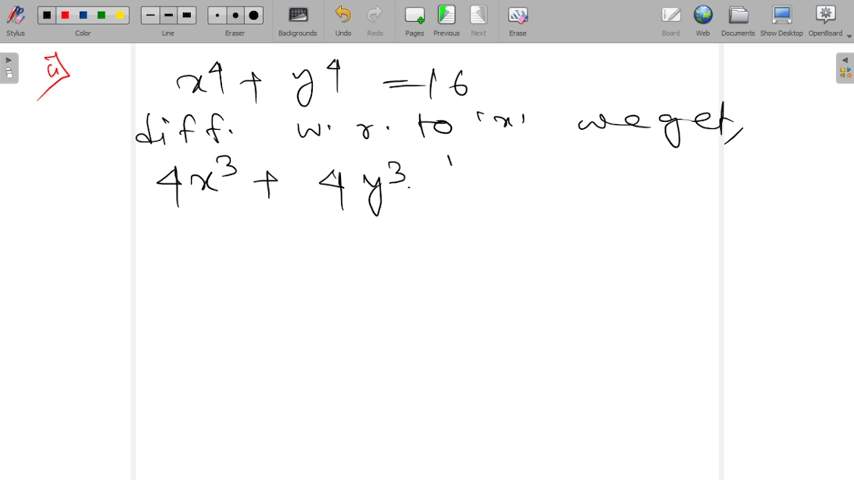 Stylus Color Line Eraser Backgrounds Undo Redo Pages Previous Next Erase Board Web Documents Show Desktop OpenBoard
x⁴ + y⁴ = 16
diff. w.r. to 'x' we get,
4x³ + 4y³.